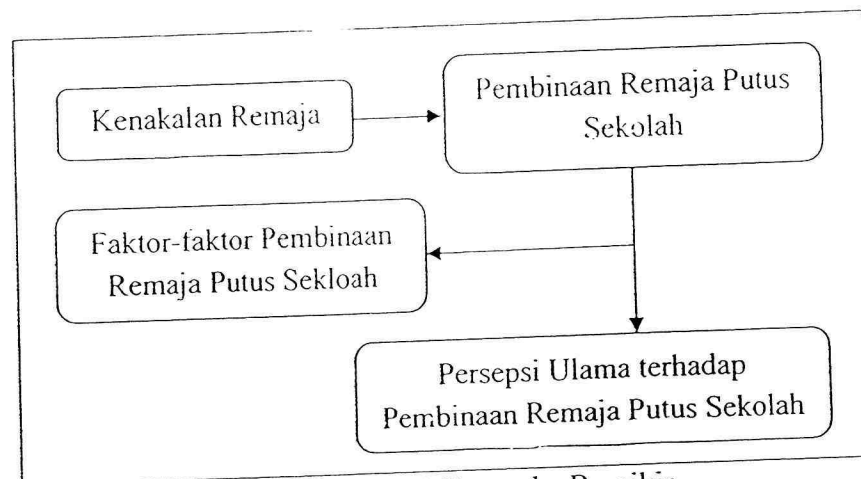 Kenakalan Remaja
Pembinaan Remaja Putus
Sekolah
Faktor-faktor Pembinaan
Remaja Putus Sekloah
Persepsi Ulama terhadap
Pembinaan Remaja Putus Sekolah